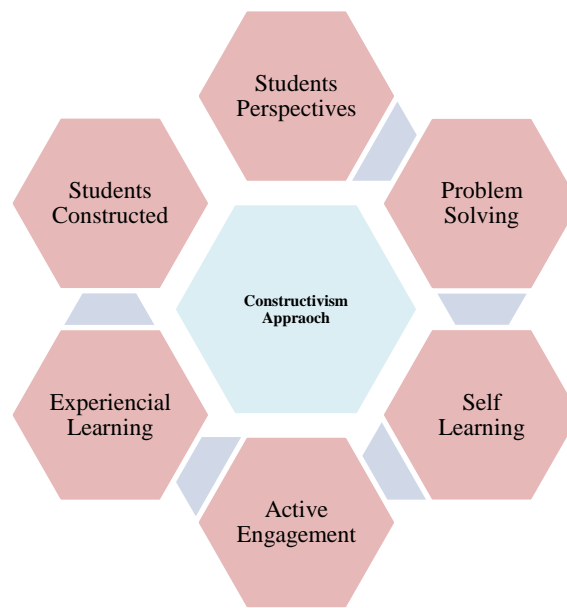 Students
Perspectives
Problem
Solving
Self
Learning
Active
Engagement
Experiencial
Learning
Students
Constructed
Constructivism
Appraoch